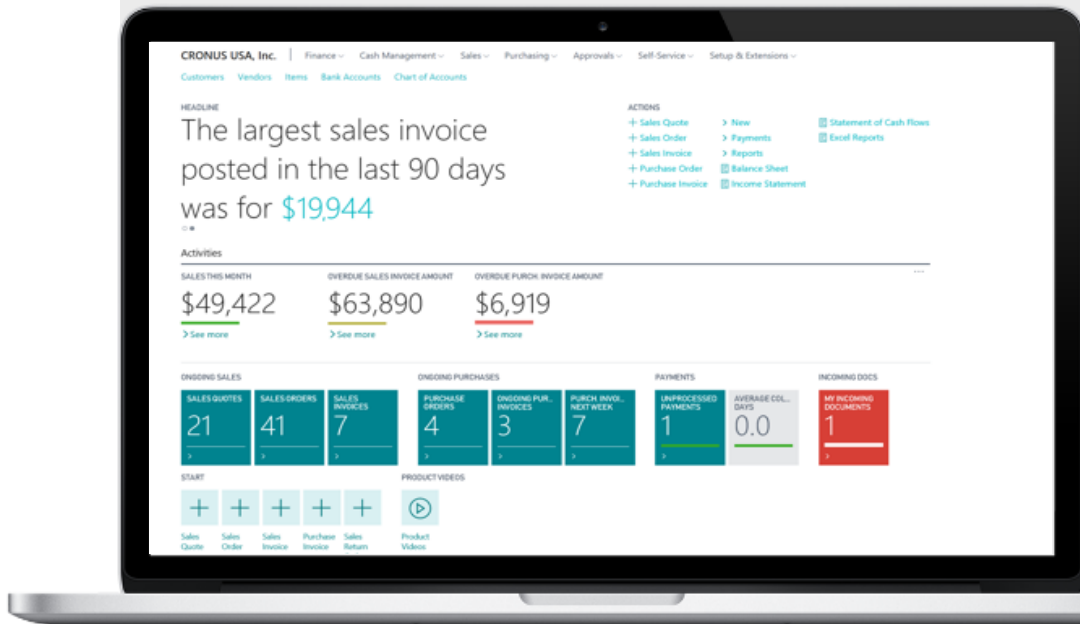 CRONUS USA, Inc. Finance Cash Management Sales Purchasing Approvals Self-Service Setup & Extensions
Customers Vendors Items Bank Accounts Chart of Accounts
HEADLINE
The largest sales invoice
posted in the last 90 days
was for $19,944
ACTIONS
+ Sales Quote > New Statement of Cash Flows
+ Sales Order > Payments Excel Reports
+ Sales Invoice > Reports
+ Purchase Order Balance Sheet
+ Purchase Invoice Income Statement
Activities
...
SALES THIS MONTH OVERDUE SALES INVOICE AMOUNT OVERDUE PURCH. INVOICE AMOUNT
$49,422 $63,890 $6,919
> See more > See more > See more
ONGOING SALES ONGOING PURCHASES PAYMENTS INCOMING DOCS
SALES QUOTES
21
SALES ORDERS
41
SALES
INVOICES
7
PURCHASE
ORDERS
4
ONGOING PUR...
INVOICES
3
PURCH. INVOI...
NEXT WEEK
7
UNPROCESSED
PAYMENTS
1
AVERAGE COL...
DAYS
0.0
MY INCOMING
DOCUMENTS
1
START
Sales
Quote
Sales
Order
Sales
Invoice
Purchase
Invoice
Sales
Return
PRODUCT VIDEOS
Product
Videos